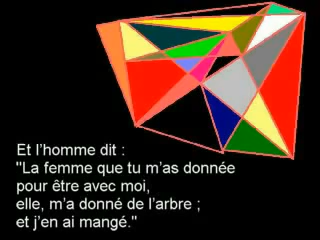 Et l'homme dit :
"La femme que tu m'as donnée
pour être avec moi,
elle, m'a donné de l'arbre ;
et j'en ai mangé."